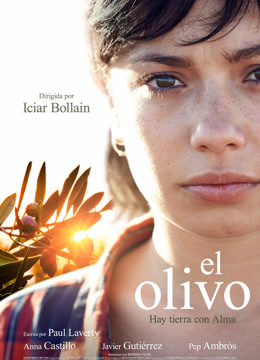 Dirigida por
Iciar Bollain
el
olivo
Hay tierra con Alma
Escrita por Paul Laverty
Anna Castillo Javier Gutiérrez Pep Ambròs